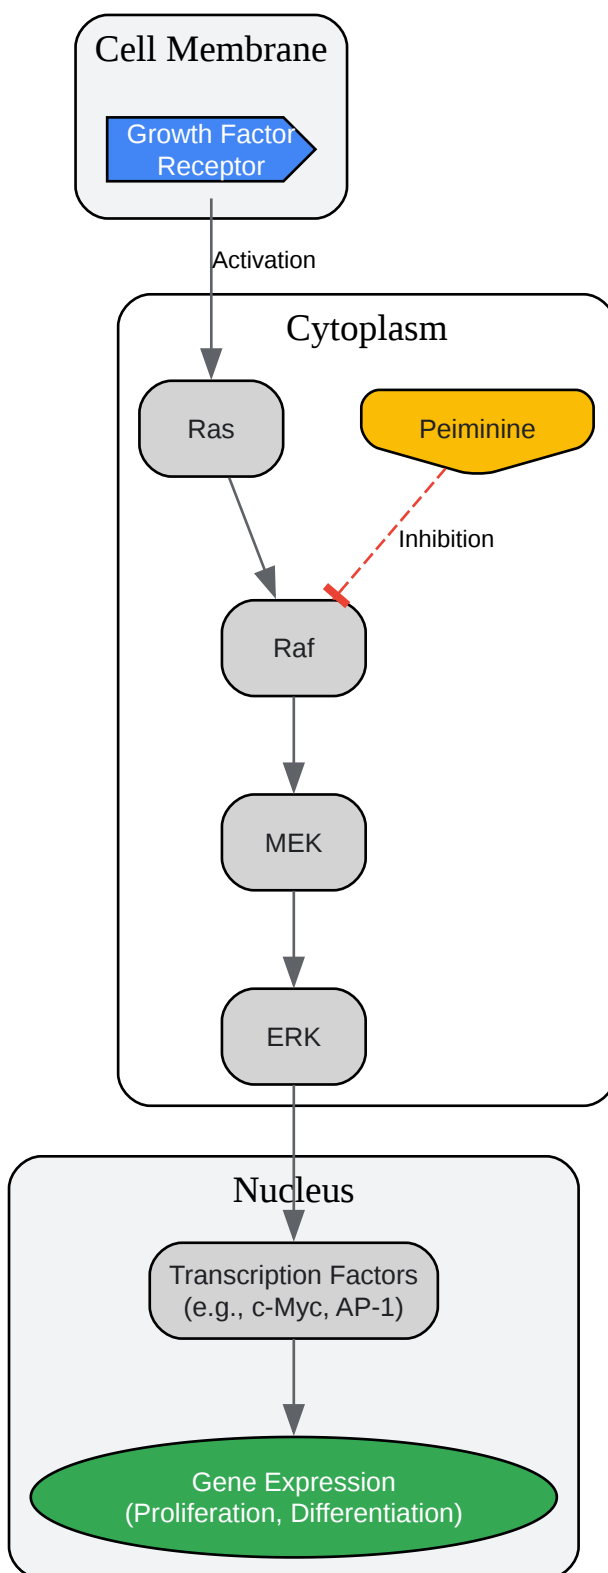 Cell Membrane
Growth Factor
Receptor
Activation
Cytoplasm
Ras
Peiminine
Inhibition
Raf
MEK
ERK
Nucleus
Transcription Factors
(e.g., c-Myc, AP-1)
Gene Expression
(Proliferation, Differentiation)